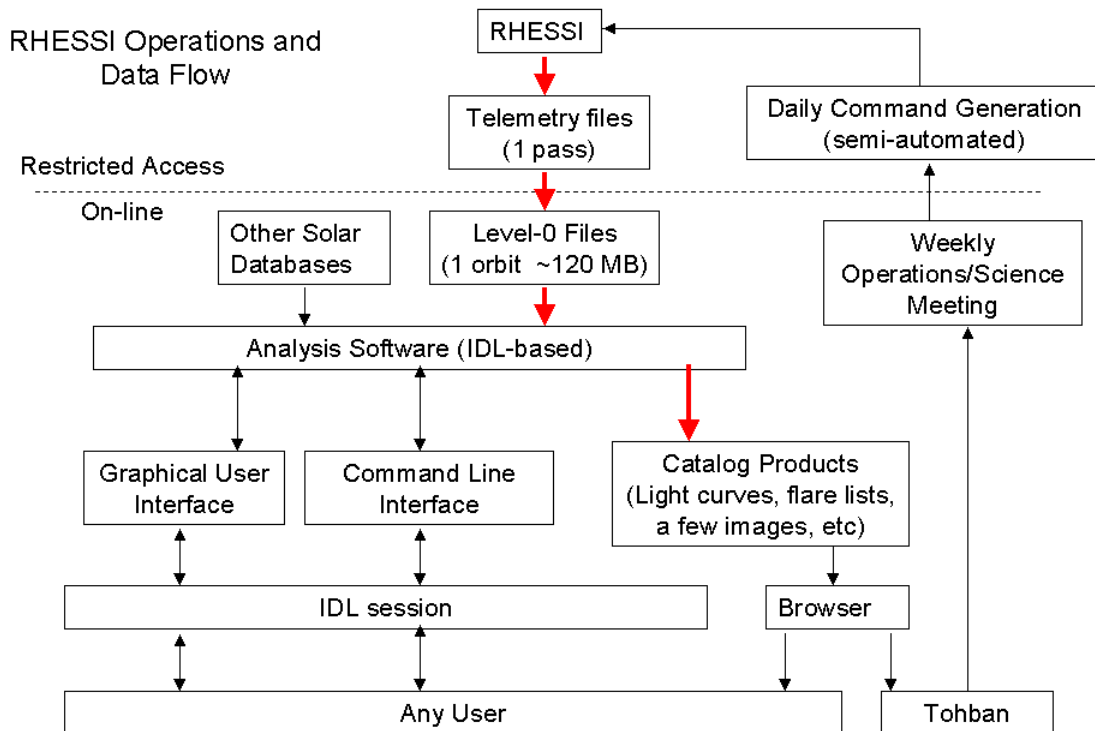 RHESSI Operations and
Data Flow
RHESSI
Telemetry files
(1 pass)
Daily Command Generation
(semi-automated)
Restricted Access
On-line
Other Solar
Databases
Level-0 Files
(1 orbit ~120 MB)
Weekly
Operations/Science
Meeting
Analysis Software (IDL-based)
Graphical User
Interface
Command Line
Interface
Catalog Products
(Light curves, flare lists,
a few images, etc)
IDL session
Browser
Any User
Tohban